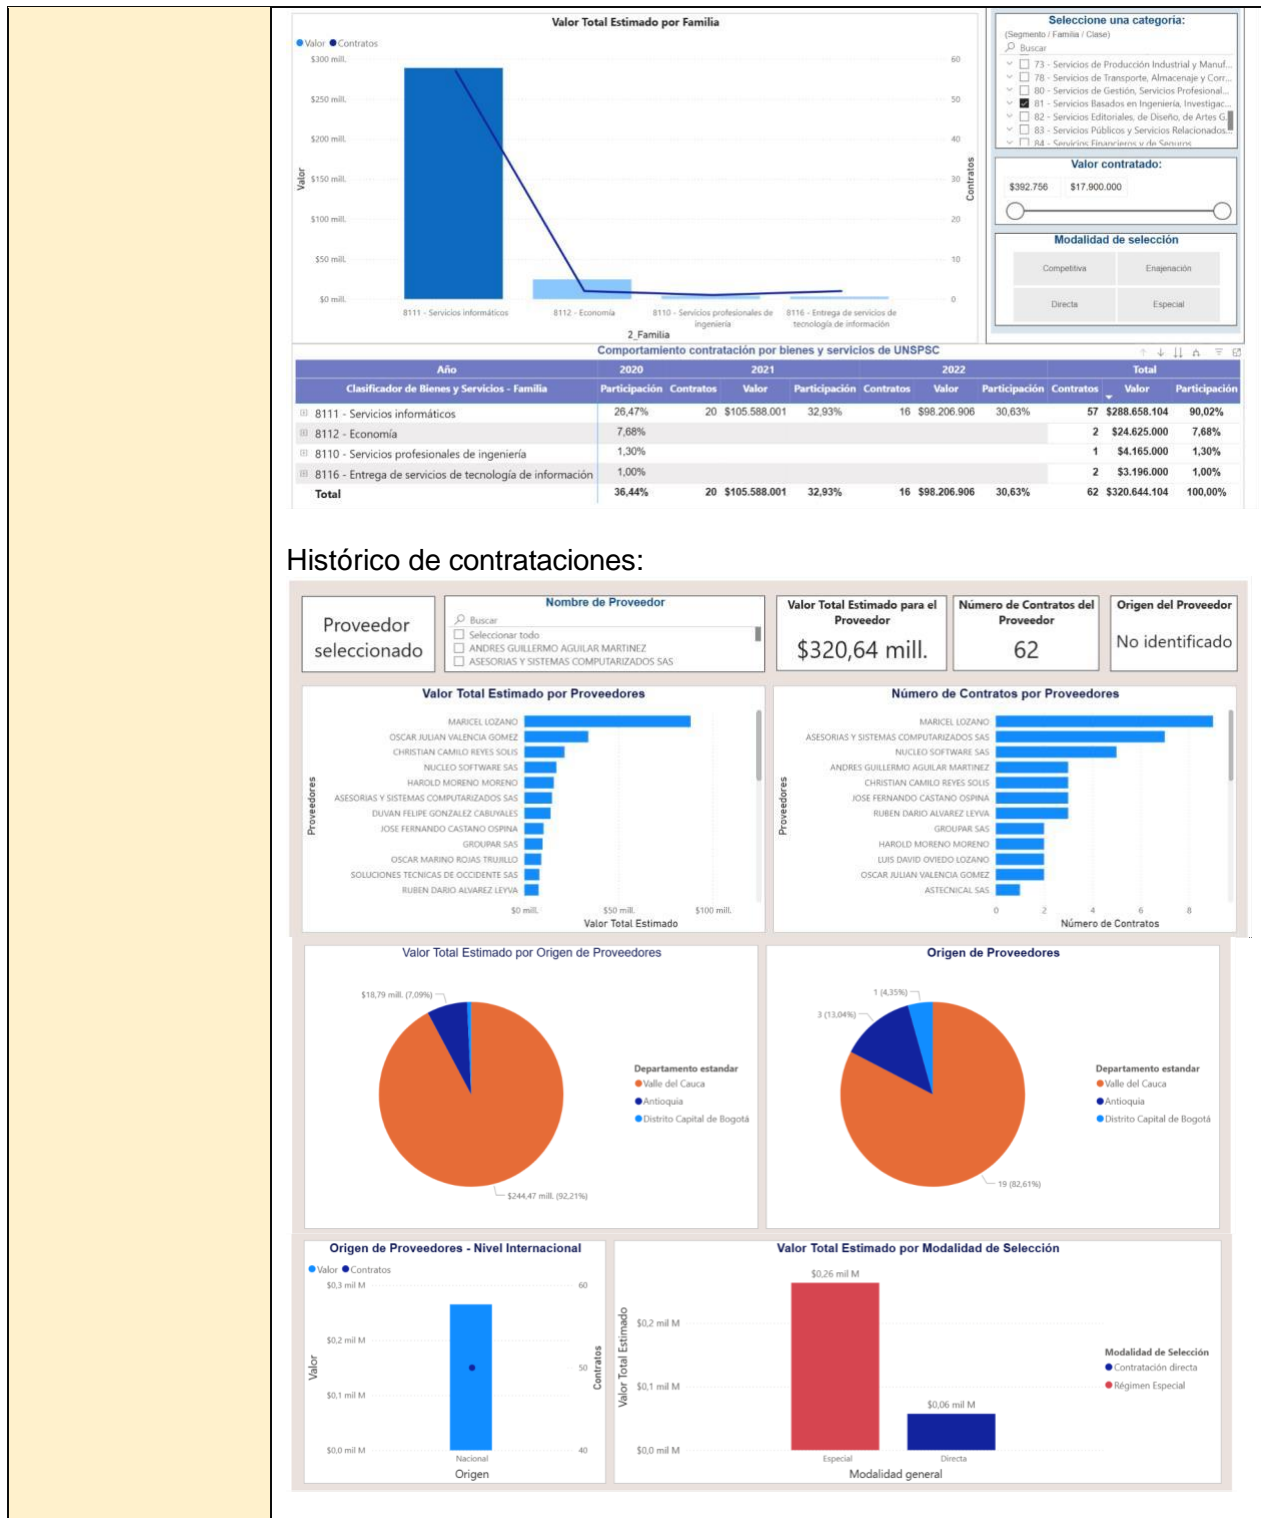 Valor Total Estimado por Familia
Valor Contratos
$300 mill.
$250 mill.
$200 mill.
$150 mill.
$100 mill.
$50 mill.
$0 mill.
Valor
60
50
40
30
20
10
0
Contratos
8111 - Servicios informáticos
8112 - Economía
8110 - Servicios profesionales de
ingeniería
8116 - Entrega de servicios de
tecnología de información
2_Familia
Seleccione una categoría:
(Segmento / Familia / Clase)
Buscar
73 - Servicios de Producción Industrial y Manuf...
78 - Servicios de Transporte, Almacenaje y Corr...
80 - Servicios de Gestión, Servicios Profesional...
81 - Servicios Basados en Ingeniería, Investigac...
82 - Servicios Editoriales, de Diseño, de Artes G...
83 - Servicios Públicos y Servicios Relacionados...
84 - Servicios Financieros y de Seguros
Valor contratado:
$392.756 $17.900.000
Modalidad de selección
Competitiva Enajenación
Directa Especial
Comportamiento contratación por bienes y servicios de UNSPSC
Año 2020 2021 2022 Total
Clasificador de Bienes y Servicios - Familia Participación Contratos Valor Participación Contratos Valor Participación Contratos Valor Participación
8111 - Servicios informáticos 26,47% 20 $105.588.001 32,93% 16 $98.206.906 30,63% 57 $288.658.104 90,02%
8112 - Economía 7,68% 2 $24.625.000 7,68%
8110 - Servicios profesionales de ingeniería 1,30% 1 $4.165.000 1,30%
8116 - Entrega de servicios de tecnología de información 1,00% 2 $3.196.000 1,00%
Total 36,44% 20 $105.588.001 32,93% 16 $98.206.906 30,63% 62 $320.644.104 100,00%
Histórico de contrataciones:
Proveedor
seleccionado
Nombre de Proveedor
Buscar
Seleccionar todo
ANDRES GUILLERMO AGUILAR MARTINEZ
ASESORIAS Y SISTEMAS COMPUTARIZADOS SAS
Valor Total Estimado para el
Proveedor
$320,64 mill.
Número de Contratos del
Proveedor
62
Origen del Proveedor
No identificado
Valor Total Estimado por Proveedores
Proveedores
MARICEL LOZANO
OSCAR JULIAN VALENCIA GOMEZ
CHRISTIAN CAMILO REYES SOLIS
NUCLEO SOFTWARE SAS
HAROLD MORENO MORENO
ASESORIAS Y SISTEMAS COMPUTARIZADOS SAS
DUVAN FELIPE GONZALEZ CABUYALES
JOSE FERNANDO CASTANO OSPINA
GROUPAR SAS
OSCAR MARINO ROJAS TRUJILLO
SOLUCIONES TECNICAS DE OCCIDENTE SAS
RUBEN DARIO ALVAREZ LEYVA
$0 mill. $50 mill. $100 mill.
Valor Total Estimado
Número de Contratos por Proveedores
Proveedores
MARICEL LOZANO
ASESORIAS Y SISTEMAS COMPUTARIZADOS SAS
NUCLEO SOFTWARE SAS
ANDRES GUILLERMO AGUILAR MARTINEZ
CHRISTIAN CAMILO REYES SOLIS
JOSE FERNANDO CASTANO OSPINA
RUBEN DARIO ALVAREZ LEYVA
GROUPAR SAS
HAROLD MORENO MORENO
LUIS DAVID OVIEDO LOZANO
OSCAR JULIAN VALENCIA GOMEZ
ASTECNICAL SAS
0 2 4 6 8
Número de Contratos
Valor Total Estimado por Origen de Proveedores
$18,79 mill. (7,09%)
$244,47 mill. (92,21%)
Departamento estandar
Valle del Cauca
Antioquia
Distrito Capital de Bogotá
Origen de Proveedores
1 (4,35%)
3 (13,04%)
19 (82,61%)
Departamento estandar
Valle del Cauca
Antioquia
Distrito Capital de Bogotá
Origen de Proveedores - Nivel Internacional
Valor Contratos
$0,3 mil M
$0,2 mil M
$0,1 mil M
$0,0 mil M
Valor
60
50
40
Contratos
Nacional
Origen
Valor Total Estimado por Modalidad de Selección
Valor Total Estimado
$0,2 mil M
$0,1 mil M
$0,0 mil M
$0,26 mil M
$0,06 mil M
Especial Directa
Modalidad general
Modalidad de Selección
Contratación directa
Régimen Especial